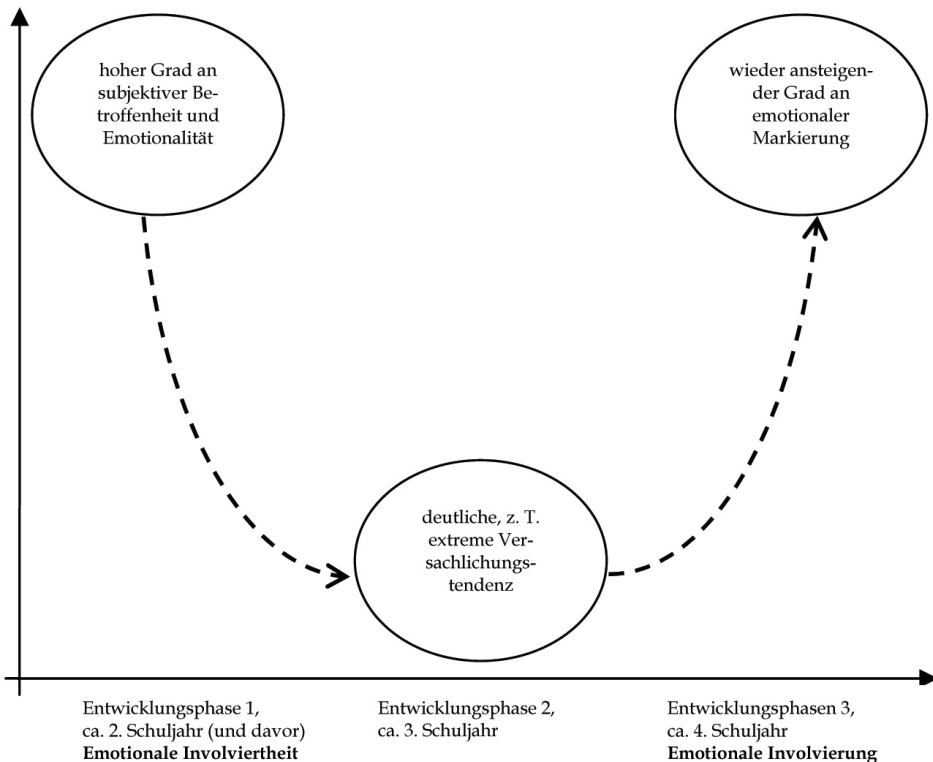 hoher Grad an
subjektiver Be-
troffenheit und
Emotionalität
wieder ansteigen-
der Grad an
emotionaler
Markierung
deutliche, z. T.
extreme Ver-
sachlichungs-
tendenz
Entwicklungsphase 1,
ca. 2. Schuljahr (und davor)
Emotionale Involviertheit
Entwicklungsphase 2,
ca. 3. Schuljahr
Entwicklungsphasen 3,
ca. 4. Schuljahr
Emotionale Involvierung